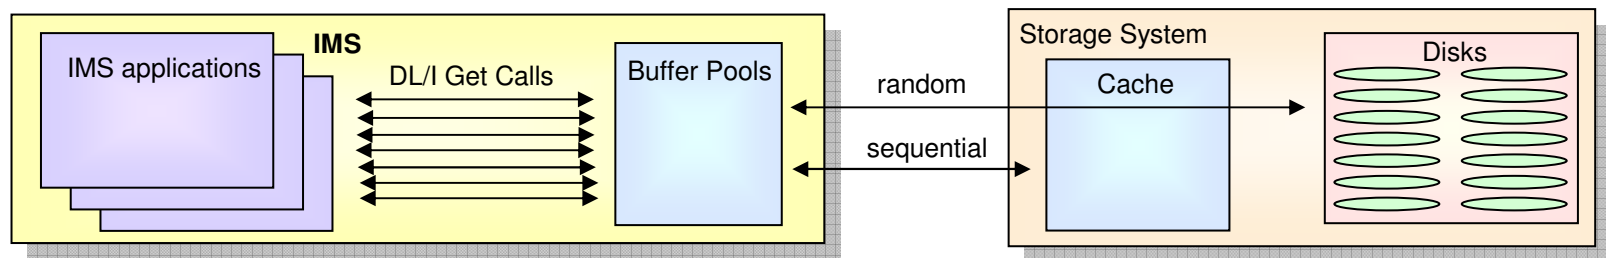 IMS
IMS applications
DL/I Get Calls
Buffer Pools
random
sequential
Storage System
Cache
Disks